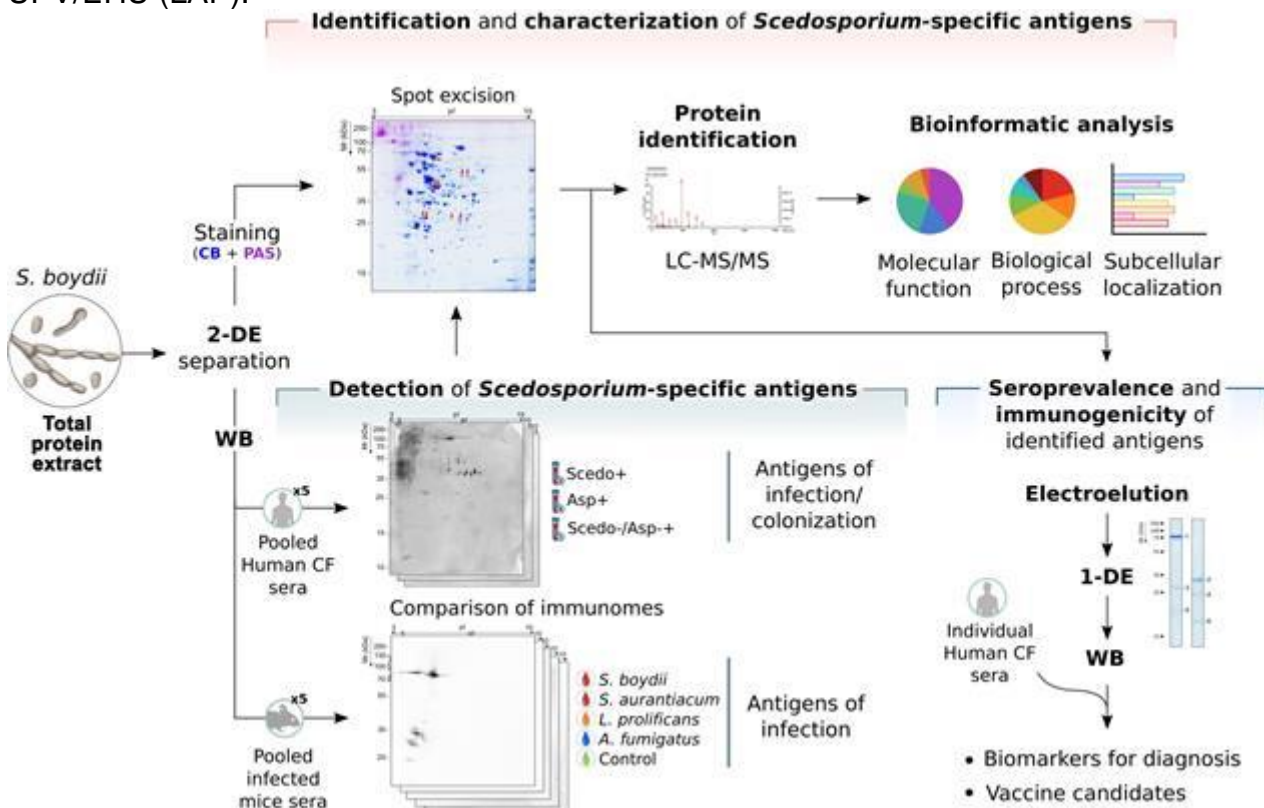 Identification and characterization of Scedosporium-specific antigens
Spot excision
Protein
identification
Bioinformatic analysis
Staining
(CB + PAS)
LC-MS/MS
Molecular
function
Biological
process
Subcellular
localization
S. boydii
2-DE
separation
Total
protein
extract
WB
Detection of Scedosporium-specific antigens
Seroprevalence and
immunogenicity of
identified antigens
x5
Pooled
Human CF
sera
Scedo+
Asp+
Scedo-/Asp-+
Antigens of
infection/
colonization
Electroelution
1-DE
WB
Individual
Human CF
sera
Comparison of immunomes
x5
Pooled
infected
mice sera
S. boydii
S. aurantiacum
L. prolificans
A. fumigatus
Control
Antigens of
infection
• Biomarkers for diagnosis
• Vaccine candidates